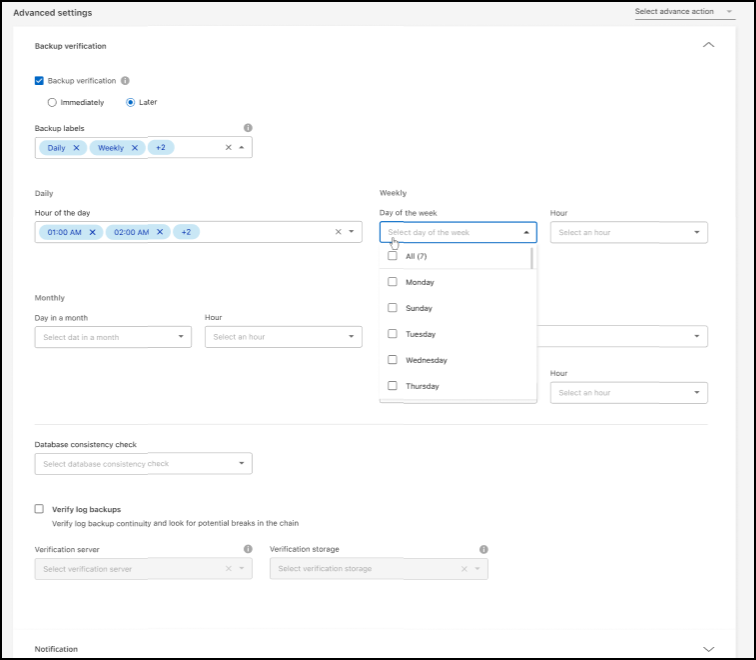 Advanced settings
Select advance action
Backup verification
Backup verification
Immediately
Later
Backup labels
Daily
Weekly
+2
Daily
Weekly
Hour of the day
Day of the week
Hour
01:00 AM
02:00 AM
+2
Select day of the week
Select an hour
All (7)
Monday
Sunday
Tuesday
Wednesday
Thursday
Monthly
Day in a month
Hour
Select dat in a month
Select an hour
Hour
Select an hour
Database consistency check
Select database consistency check
Verify log backups
Verify log backup continuity and look for potential breaks in the chain
Verification server
Verification storage
Select verification server
Select verification storage
Notification